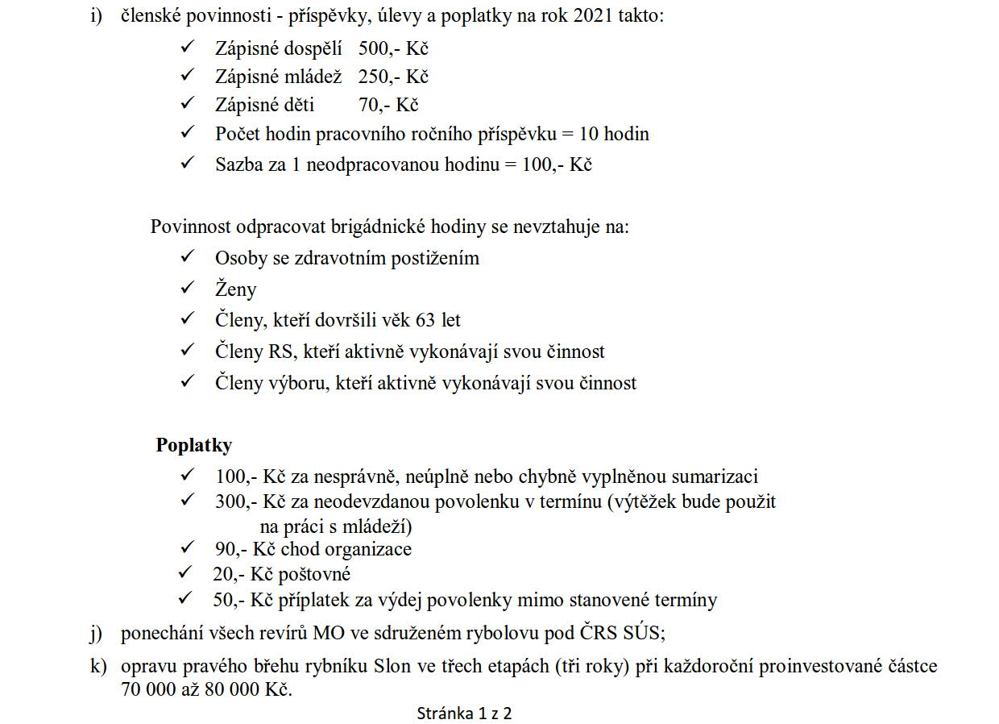 i) členské povinnosti - příspěvky, úlevy a poplatky na rok 2021 takto:
✓ Zápisné dospělí 500,- Kč
✓ Zápisné mládež 250,- Kč
✓ Zápisné děti 70,- Kč
✓ Počet hodin pracovního ročního příspěvku = 10 hodin
✓ Sazba za 1 neodpracovanou hodinu = 100,- Kč
Povinnost odpracovat brigádnické hodiny se nevztahuje na:
✓ Osoby se zdravotním postižením
✓ Ženy
✓ Členy, kteří dovršili věk 63 let
✓ Členy RS, kteří aktivně vykonávají svou činnost
✓ Členy výboru, kteří aktivně vykonávají svou činnost
Poplatky
✓ 100,- Kč za nesprávně, neúplně nebo chybně vyplněnou sumarizaci
✓ 300,- Kč za neodevzdanou povolenku v termínu (výtěžek bude použit
na práci s mládeží)
✓ 90,- Kč chod organizace
✓ 20,- Kč poštovné
✓ 50,- Kč příplatek za výdej povolenky mimo stanovené termíny
j) ponechání všech revírů MO ve sdruženém rybolovu pod ČRS SÚS;
k) opravu pravého břehu rybníku Slon ve třech etapách (tři roky) při každoroční proinvestované částce
70 000 až 80 000 Kč.
Stránka 1 z 2